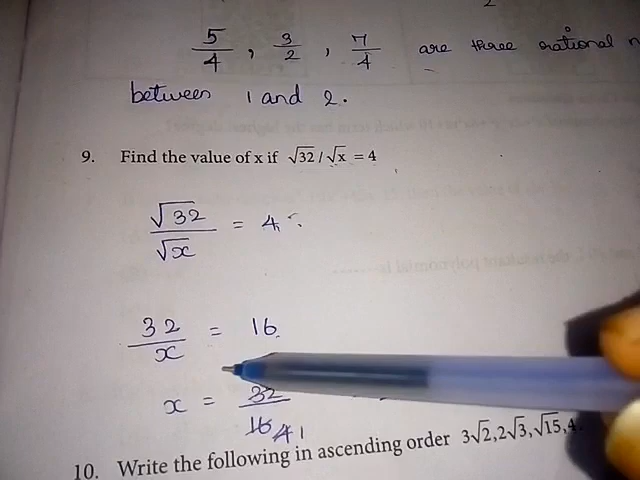 2
5/4 , 3/2 , 7/4 are three rational n
between 1 and 2.
9. Find the value of x if √32 / √x = 4
√32/√x = 4
32/x = 16
x = 32/16
10. Write the following in ascending order 3√2, 2√3, √15, 4